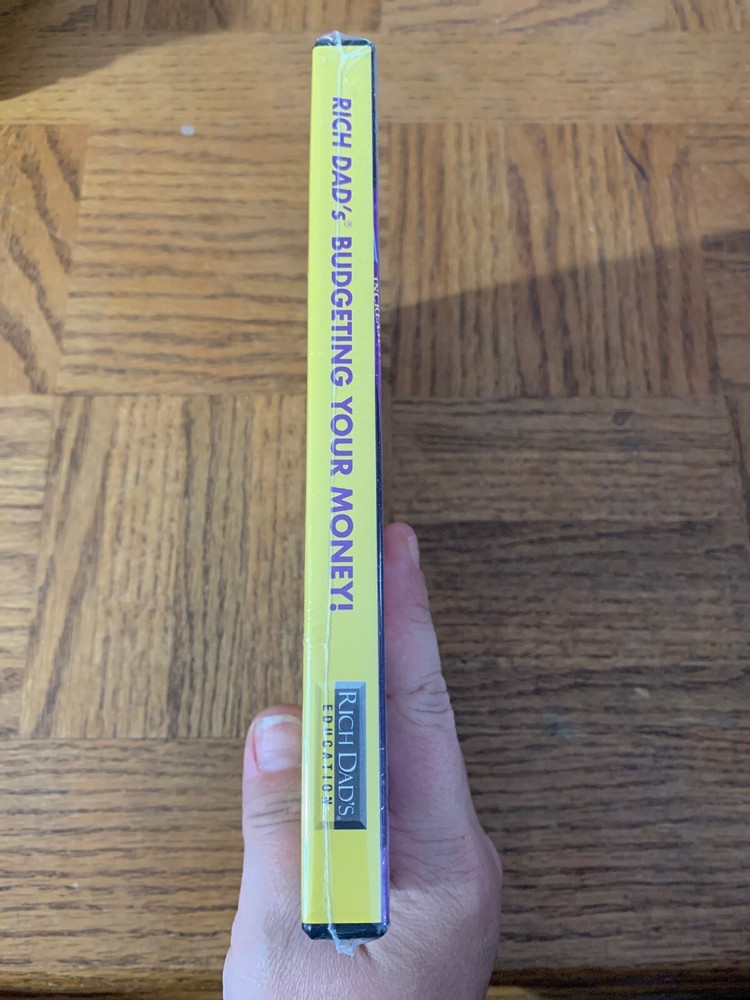 RICH DAD's® BUDGETING YOUR MONEY!
RICH DAD'S
EDUCATION